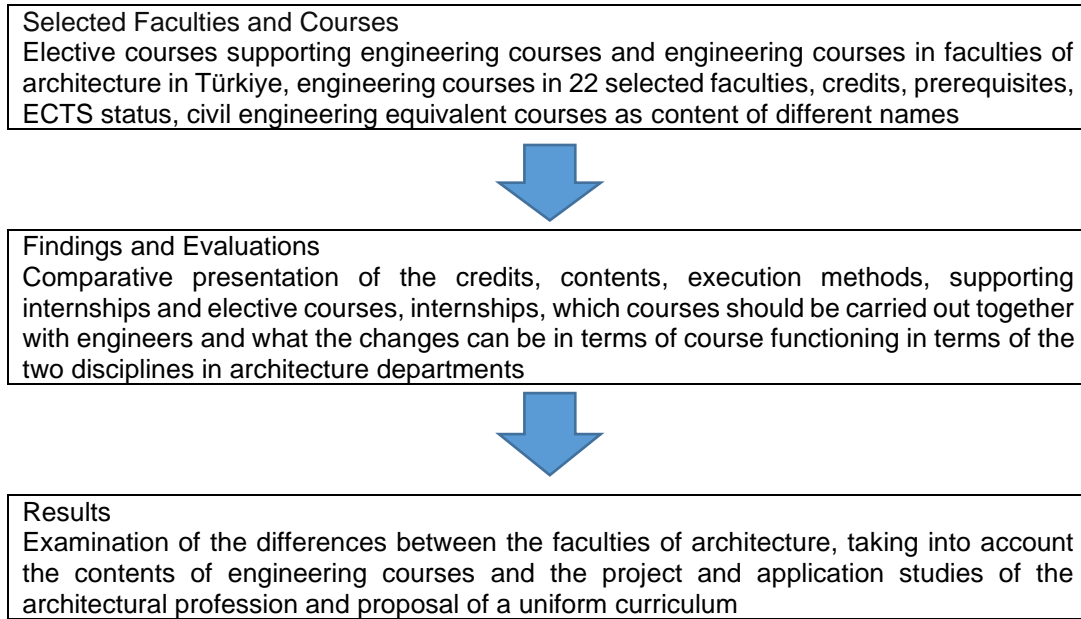 Selected Faculties and Courses
Elective courses supporting engineering courses and engineering courses in faculties of
architecture in Türkiye, engineering courses in 22 selected faculties, credits, prerequisites,
ECTS status, civil engineering equivalent courses as content of different names
Findings and Evaluations
Comparative presentation of the credits, contents, execution methods, supporting
internships and elective courses, internships, which courses should be carried out together
with engineers and what the changes can be in terms of course functioning in terms of the
two disciplines in architecture departments
Results
Examination of the differences between the faculties of architecture, taking into account
the contents of engineering courses and the project and application studies of the
architectural profession and proposal of a uniform curriculum